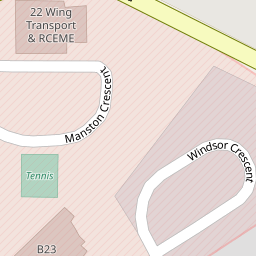 22 Wing
Transport
& RCEME
Manston Crescent
Windsor Crescent
Tennis
B23